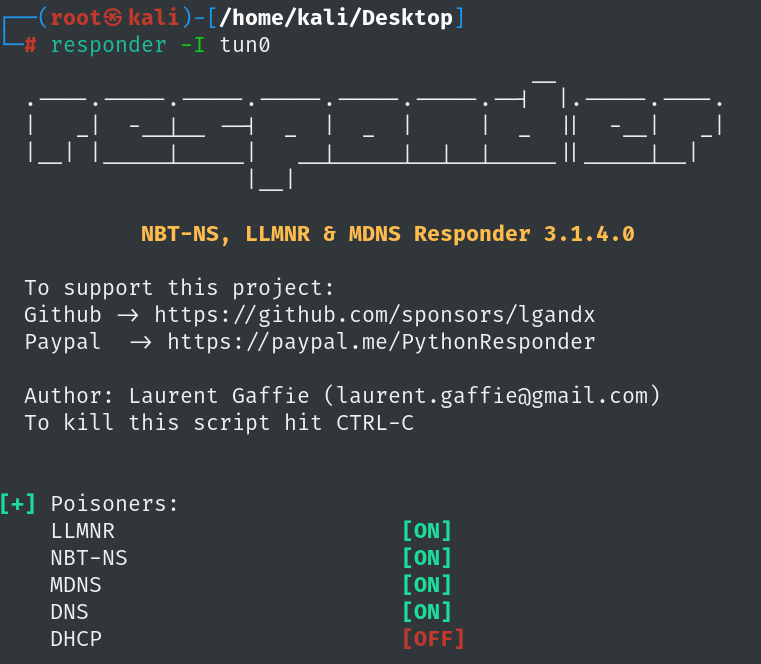 (root㉿kali)-[/home/kali/Desktop]
# responder -I tun0
NBT-NS, LLMNR & MDNS Responder 3.1.4.0
To support this project:
Github -> https://github.com/sponsors/lgandx
Paypal  -> https://paypal.me/PythonResponder
Author: Laurent Gaffie (laurent.gaffie@gmail.com)
To kill this script hit CTRL-C
[+] Poisoners:
LLMNR [ON]
NBT-NS [ON]
MDNS [ON]
DNS [ON]
DHCP [OFF]